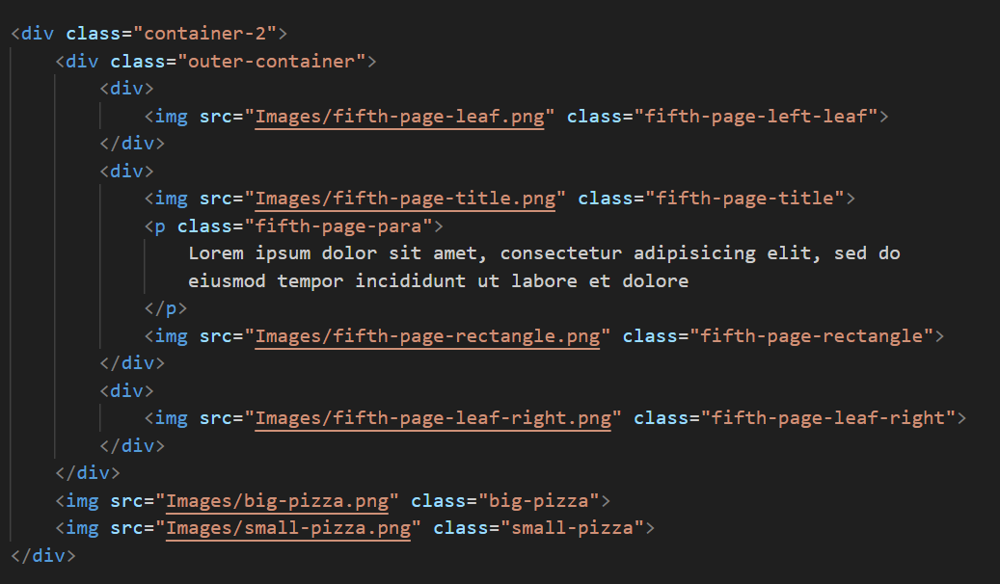 <div class="container-2">
    <div class="outer-container">
        <div>
            <img src="Images/fifth-page-leaf.png" class="fifth-page-left-leaf">
        </div>
        <div>
            <img src="Images/fifth-page-title.png" class="fifth-page-title">
            <p class="fifth-page-para">
                Lorem ipsum dolor sit amet, consectetur adipisicing elit, sed do
                eiusmod tempor incididunt ut labore et dolore
            </p>
            <img src="Images/fifth-page-rectangle.png" class="fifth-page-rectangle">
        </div>
        <div>
            <img src="Images/fifth-page-leaf-right.png" class="fifth-page-leaf-right">
        </div>
    </div>
    <img src="Images/big-pizza.png" class="big-pizza">
    <img src="Images/small-pizza.png" class="small-pizza">
</div>